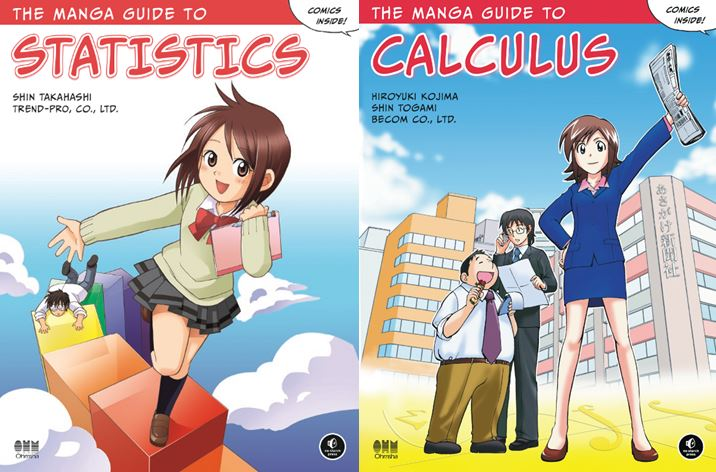 THE MANGA GUIDE TO
COMICS
INSIDE!
STATISTICS
SHIN TAKAHASHI
TREND-PRO, CO., LTD.
Ohmsha
no starch
press
THE MANGA GUIDE TO
COMICS
INSIDE!
CALCULUS
HIROYUKI KOJIMA
SHIN TOGAMI
BECOM CO., LTD.
あさがけ新聞社
Ohmsha
no starch
press